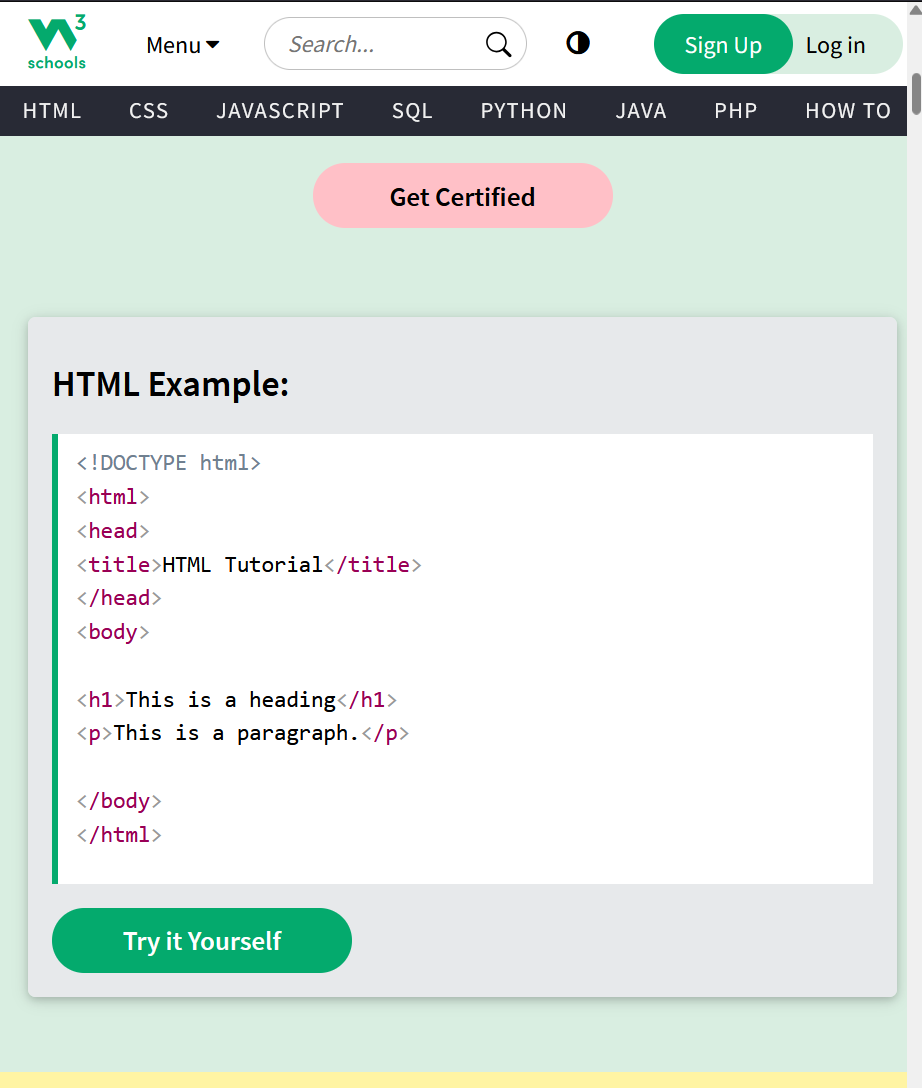 3
schools
Menu
Search...
Sign Up
Log in
HTML CSS JAVASCRIPT SQL PYTHON JAVA PHP HOW TO
Get Certified
HTML Example:
<!DOCTYPE html>
<html>
<head>
<title>HTML Tutorial</title>
</head>
<body>
<h1>This is a heading</h1>
<p>This is a paragraph.</p>
</body>
</html>
Try it Yourself